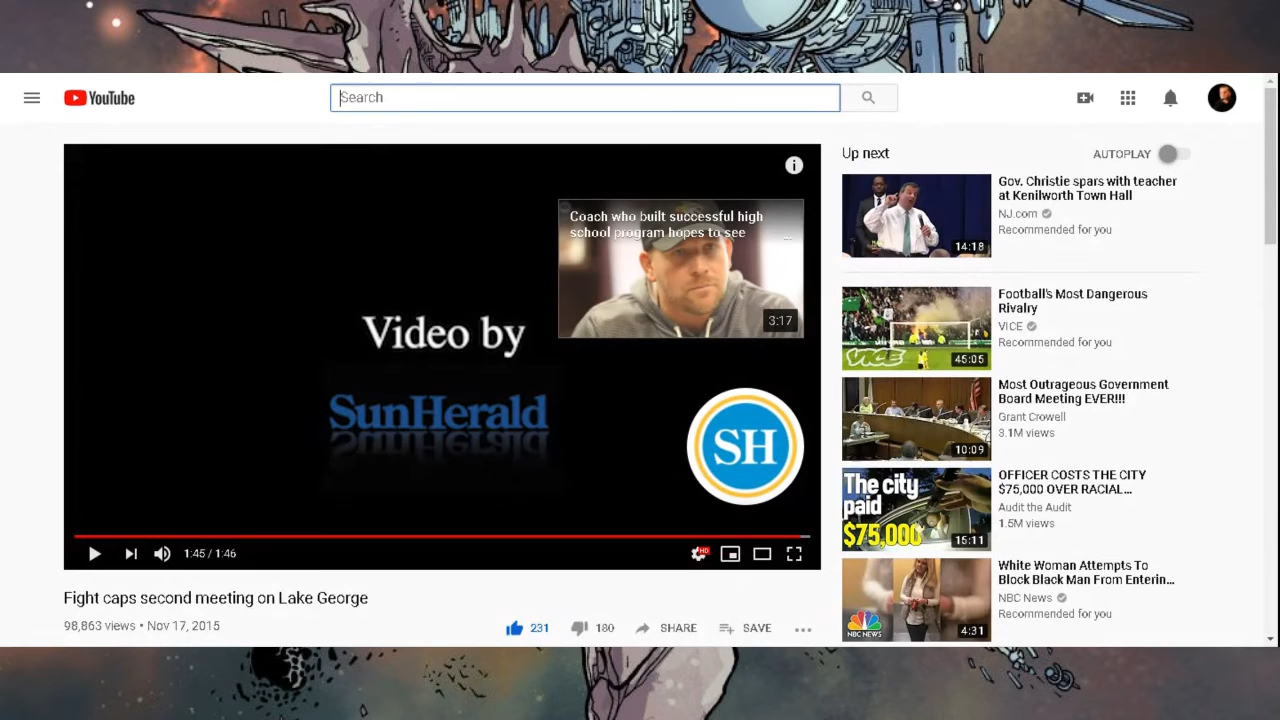 YouTube
Search
Coach who built successful high
school program hopes to see
...
3:17
Video by
SunHerald
SH
1:45 / 1:46
HD
Fight caps second meeting on Lake George
98,863 views • Nov 17, 2015
231
180
SHARE
SAVE
Up next
AUTOPLAY
14:18
Gov. Christie spars with teacher
at Kenilworth Town Hall
NJ.com
Recommended for you
VICE
45:05
Football's Most Dangerous
Rivalry
VICE
Recommended for you
10:09
Most Outrageous Government
Board Meeting EVER!!!
Grant Crowell
3.1M views
The city
paid
$75,000
15:11
OFFICER COSTS THE CITY
$75,000 OVER RACIAL...
Audit the Audit
1.5M views
NBC NEWS
4:31
White Woman Attempts To
Block Black Man From Enterin...
NBC News
Recommended for you